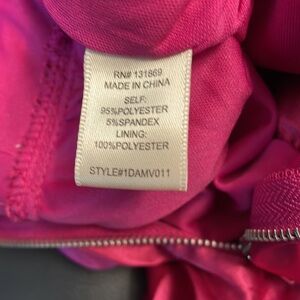 RN# 131869
MADE IN CHINA
SELF:
95%POLYESTER
5%SPANDEX
LINING:
100%POLYESTER
STYLE#1DAMV011